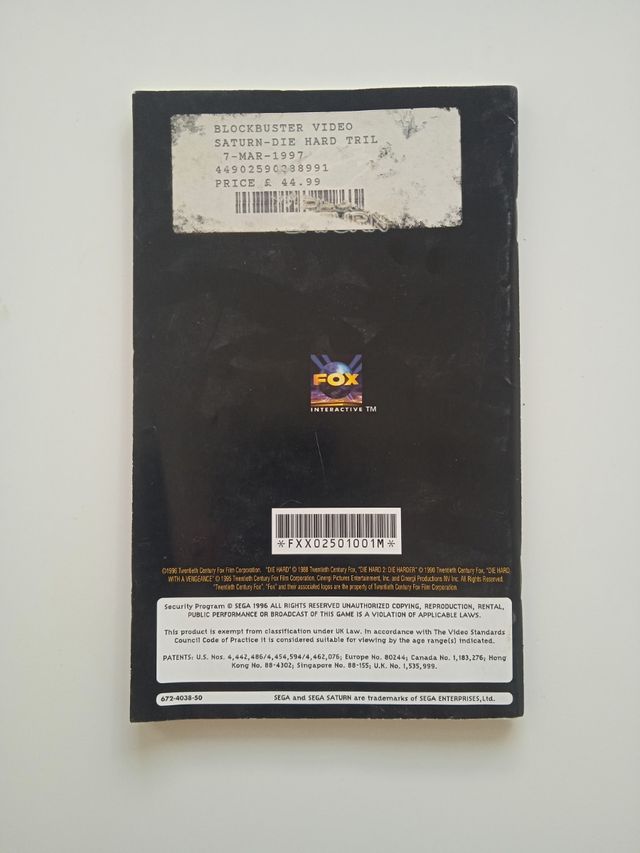 BLOCKBUSTER VIDEO
SATURN-DIE HARD TRIL
7-MAR-1997
44902590288991
PRICE £ 44.99
FOX
INTERACTIVE TM
*FXX02501001M*
©1996 Twentieth Century Fox Film Corporation. "DIE HARD" © 1988 Twentieth Century Fox, "DIE HARD 2: DIE HARDER" © 1990 Twentieth Century Fox, "DIE HARD
WITH A VENGEANCE" © 1995 Twentieth Century Fox Film Corporation, Cinergi Pictures Entertainment, Inc. and Cinergi Productions NV Inc. All Rights Reserved.
"Twentieth Century Fox", "Fox" and their associated logos are the property of Twentieth Century Fox Film Corporation.
Security Program © SEGA 1996 ALL RIGHTS RESERVED UNAUTHORIZED COPYING, REPRODUCTION, RENTAL,
PUBLIC PERFORMANCE OR BROADCAST OF THIS GAME IS A VIOLATION OF APPLICABLE LAWS.
This product is exempt from classification under UK Law. In accordance with The Video Standards
Council Code of Practice it is considered suitable for viewing by the age range(s) indicated.
PATENTS: U.S. Nos. 4,442,486/4,454,594/4,462,076; Europe No. 80244; Canada No. 1,183,276; Hong
Kong No. 88-4302; Singapore No. 88-155; U.K. No. 1,535,999.
672-4038-50
SEGA and SEGA SATURN are trademarks of SEGA ENTERPRISES,Ltd.